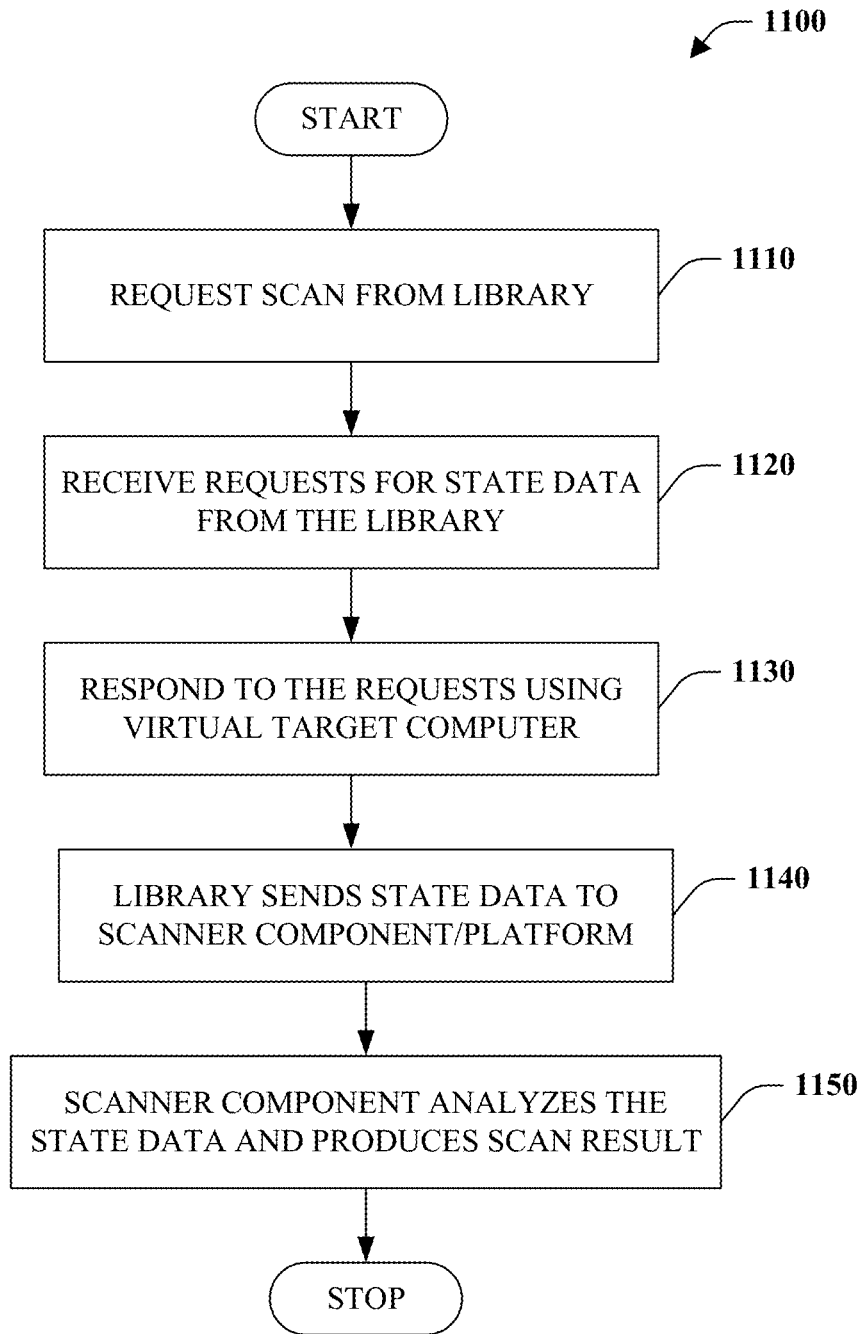 1100
START
REQUEST SCAN FROM LIBRARY
1110
RECEIVE REQUESTS FOR STATE DATA
FROM THE LIBRARY
1120
RESPOND TO THE REQUESTS USING
VIRTUAL TARGET COMPUTER
1130
LIBRARY SENDS STATE DATA TO
SCANNER COMPONENT/PLATFORM
1140
SCANNER COMPONENT ANALYZES THE
STATE DATA AND PRODUCES SCAN RESULT
1150
STOP